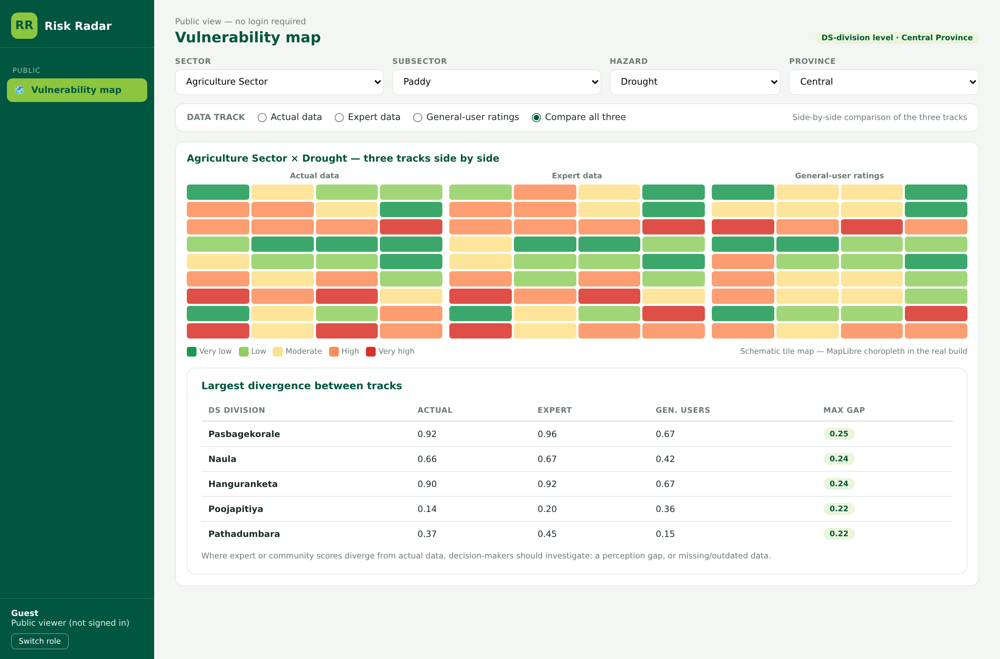 RR Risk Radar
PUBLIC
Vulnerability map
Guest
Public viewer (not signed in)
Switch role
Public view — no login required
Vulnerability map
DS-division level · Central Province
SECTOR SUBSECTOR HAZARD PROVINCE
Agriculture Sector Paddy Drought Central
DATA TRACK Actual data Expert data General-user ratings Compare all three Side-by-side comparison of the three tracks
Agriculture Sector × Drought — three tracks side by side
Actual data Expert data General-user ratings
Very low Low Moderate High Very high Schematic tile map — MapLibre choropleth in the real build
Largest divergence between tracks
DS DIVISION ACTUAL EXPERT GEN. USERS MAX GAP
Pasbagekorale 0.92 0.96 0.67 0.25
Naula 0.66 0.67 0.42 0.24
Hanguranketa 0.90 0.92 0.67 0.24
Poojapitiya 0.14 0.20 0.36 0.22
Pathadumbara 0.37 0.45 0.15 0.22
Where expert or community scores diverge from actual data, decision-makers should investigate: a perception gap, or missing/outdated data.